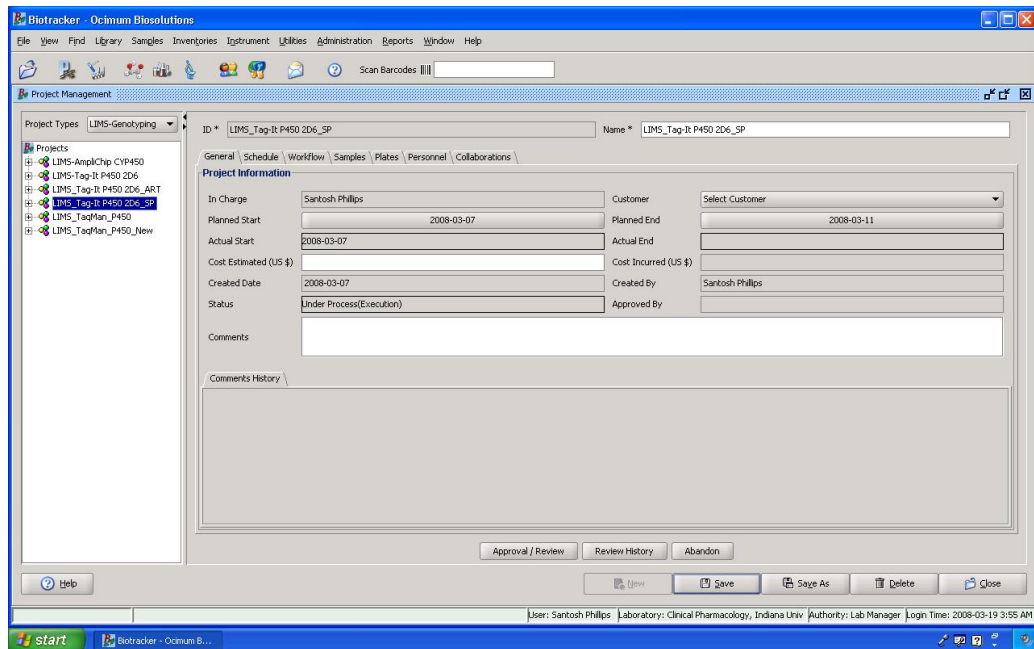 Biotracker - Ocimum Biosolutions
File View Find Library Samples Inventories Instrument Utilities Administration Reports Window Help
Scan Barcodes
Project Management
Project Types LIMS-Genotyping
ID * LIMS_Tag-It P450 2D6_SP Name * LIMS_Tag-It P450 2D6_SP
Projects
LIMS-AmpliChip CYP450
LIMS-Tag-It P450 2D6
LIMS_Tag-It P450 2D6_ART
LIMS_Tag-It P450 2D6_SP
LIMS_TaqMan_P450
LIMS_TaqMan_P450_New
General Schedule Workflow Samples Plates Personnel Collaborations
Project Information
In Charge Santosh Phillips Customer Select Customer
Planned Start 2008-03-07 Planned End 2008-03-11
Actual Start 2008-03-07 Actual End
Cost Estimated (US $) Cost Incurred (US $)
Created Date 2008-03-07 Created By Santosh Phillips
Status Under Process(Execution) Approved By
Comments
Comments History
Approval / Review Review History Abandon
Help New Save Save As Delete Close
User: Santosh Phillips Laboratory: Clinical Pharmacology, Indiana Univ Authority: Lab Manager Login Time: 2008-03-19 3:55 AM
start Biotracker - Ocimum B...